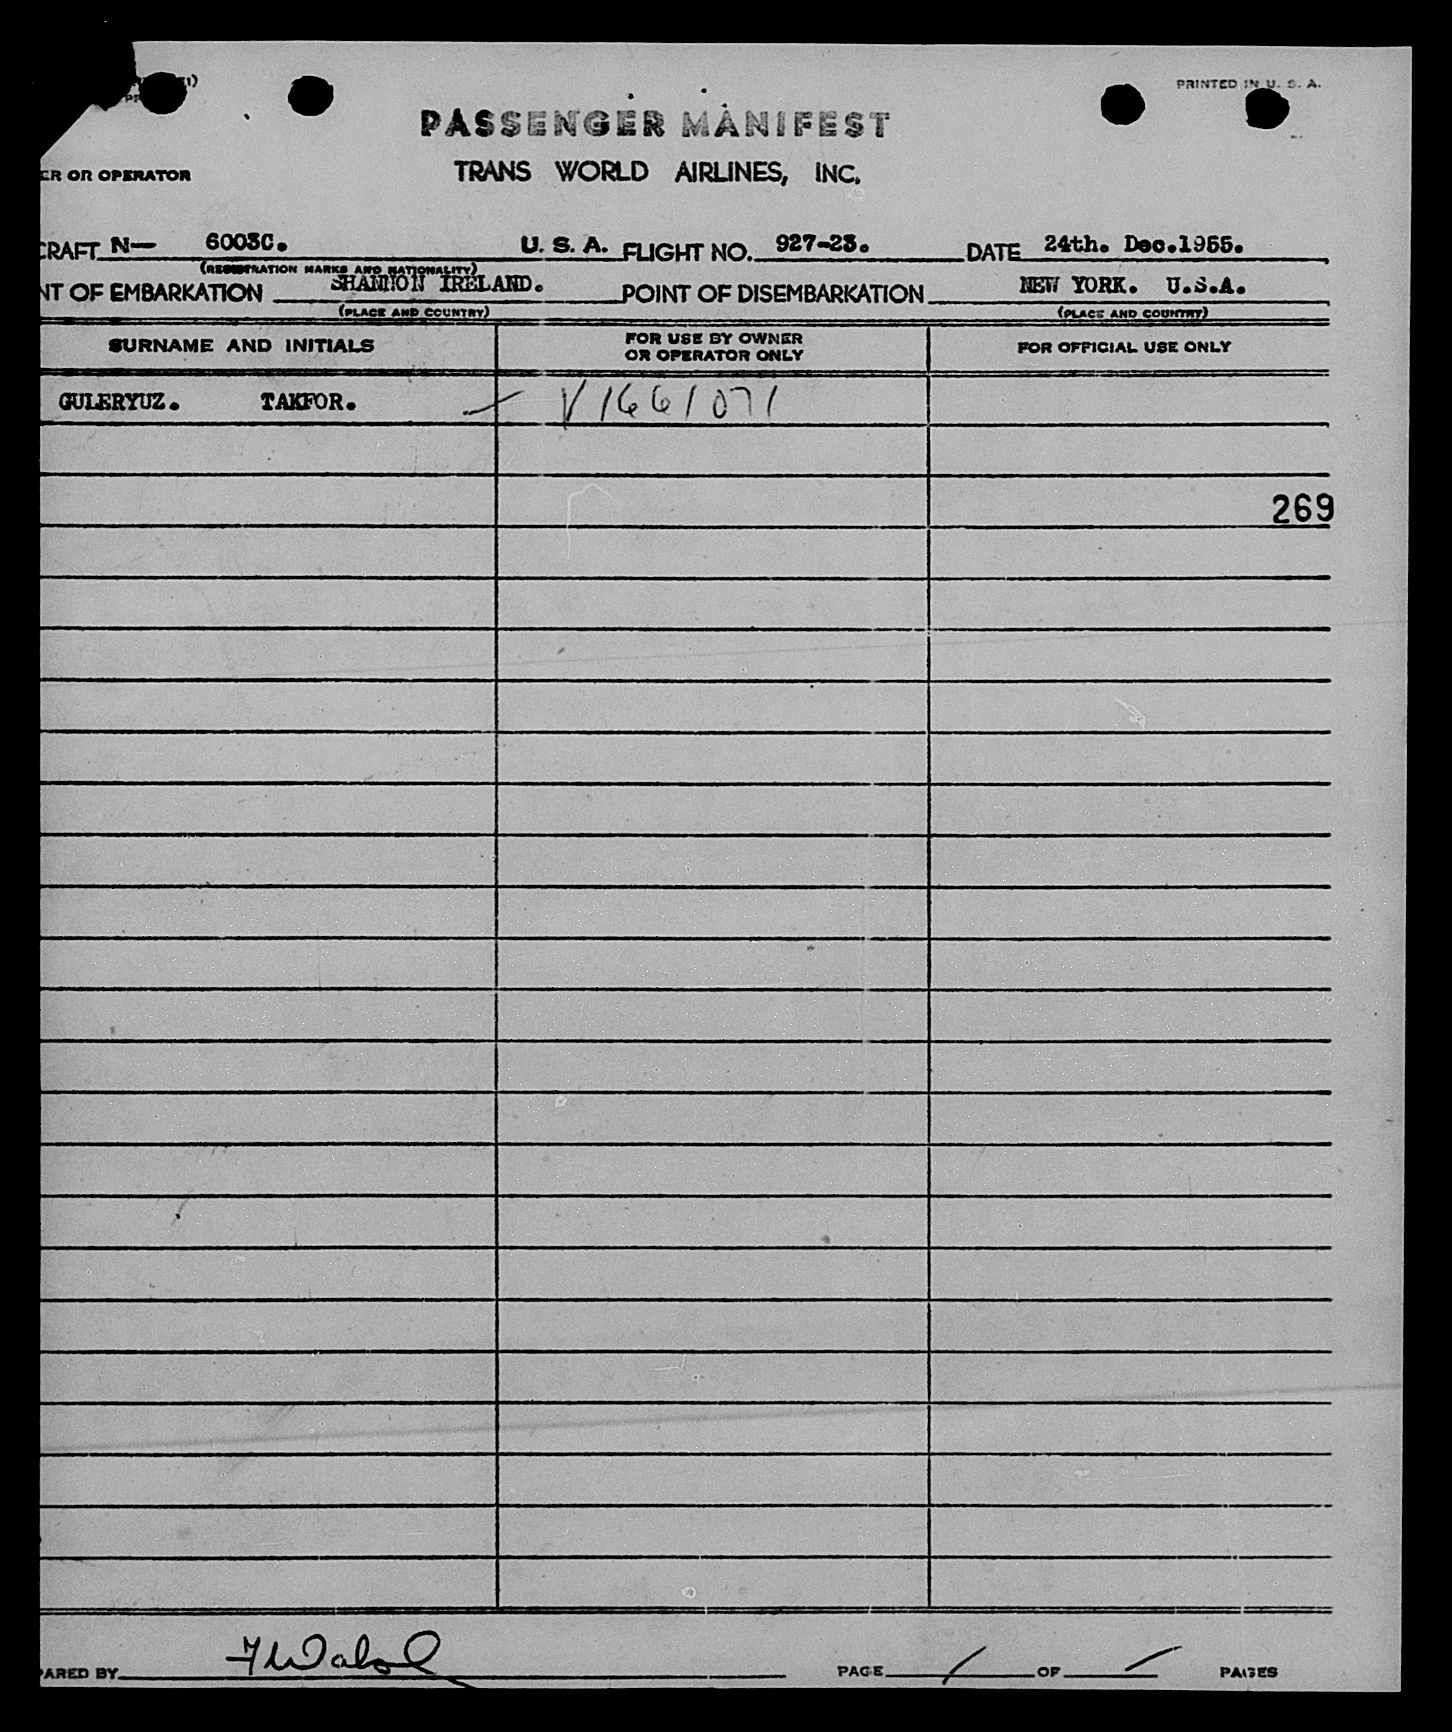 PRINTED IN U. S. A.
PASSENGER MANIFEST
TRANS WORLD AIRLINES, INC.
ER OR OPERATOR
CRAFT N— 6003C. U. S. A. FLIGHT NO. 927-23. DATE 24th. Dec.1955.
(REGISTRATION MARKS AND NATIONALITY)
NT OF EMBARKATION SHANNON IRELAND. POINT OF DISEMBARKATION NEW YORK. U.S.A.
(PLACE AND COUNTRY) (PLACE AND COUNTRY)
SURNAME AND INITIALS FOR USE BY OWNER OR OPERATOR ONLY FOR OFFICIAL USE ONLY
GULERYUZ. TAKFOR. V1661071
269
PARED BY PAGE 1 OF 1 PAGES